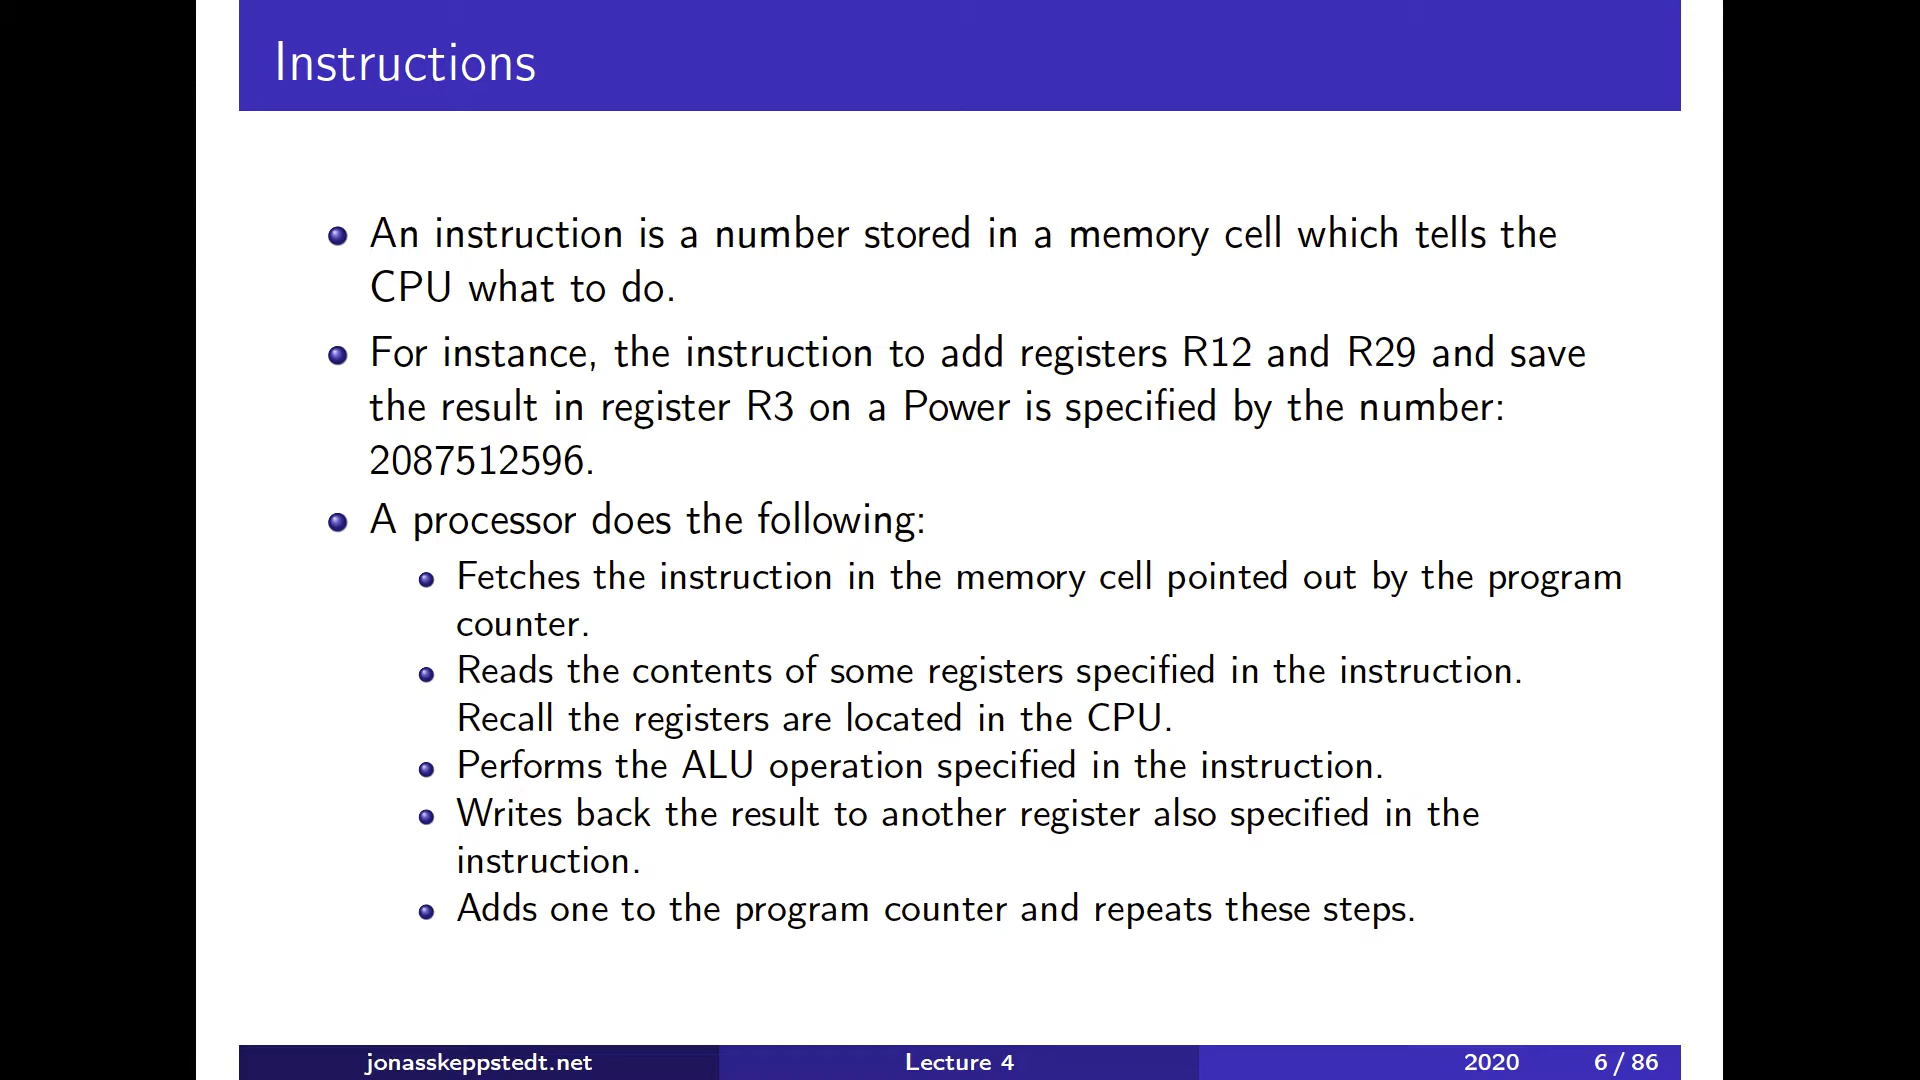 Instructions
An instruction is a number stored in a memory cell which tells the
CPU what to do.
For instance, the instruction to add registers R12 and R29 and save
the result in register R3 on a Power is specified by the number:
2087512596.
A processor does the following:
Fetches the instruction in the memory cell pointed out by the program
counter.
Reads the contents of some registers specified in the instruction.
Recall the registers are located in the CPU.
Performs the ALU operation specified in the instruction.
Writes back the result to another register also specified in the
instruction.
Adds one to the program counter and repeats these steps.
jonasskeppstedt.net Lecture 4 2020 6 / 86